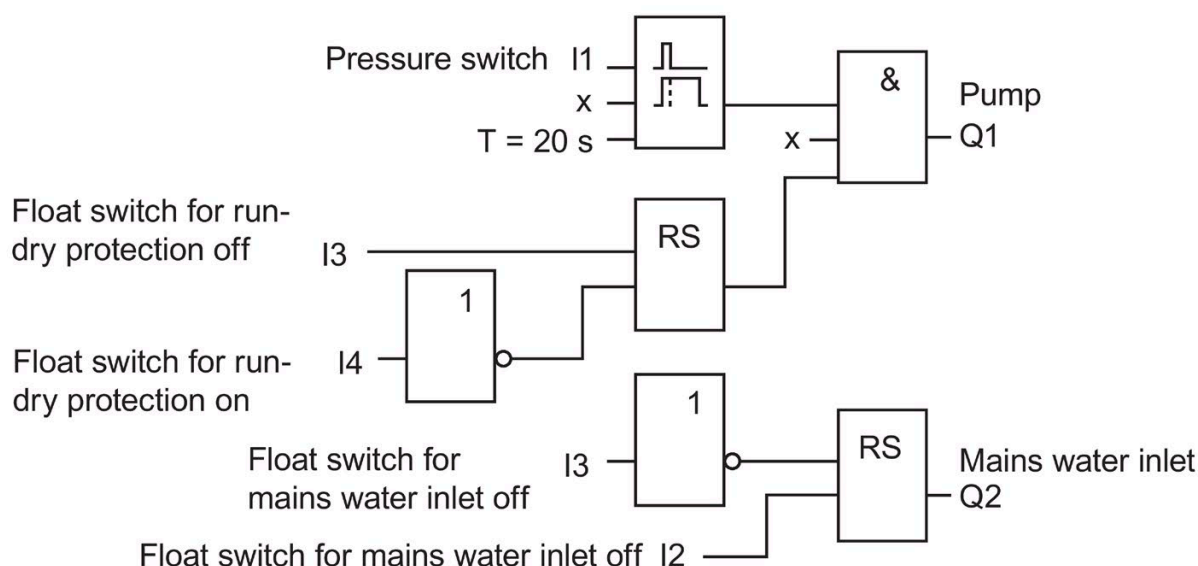 Pressure switch I1
x
T = 20 s
&
x
Pump
Q1
Float switch for run-
dry protection off
I3
RS
1
Float switch for run-
dry protection on
I4
1
Float switch for
mains water inlet off
I3
RS
Mains water inlet
Q2
Float switch for mains water inlet off I2